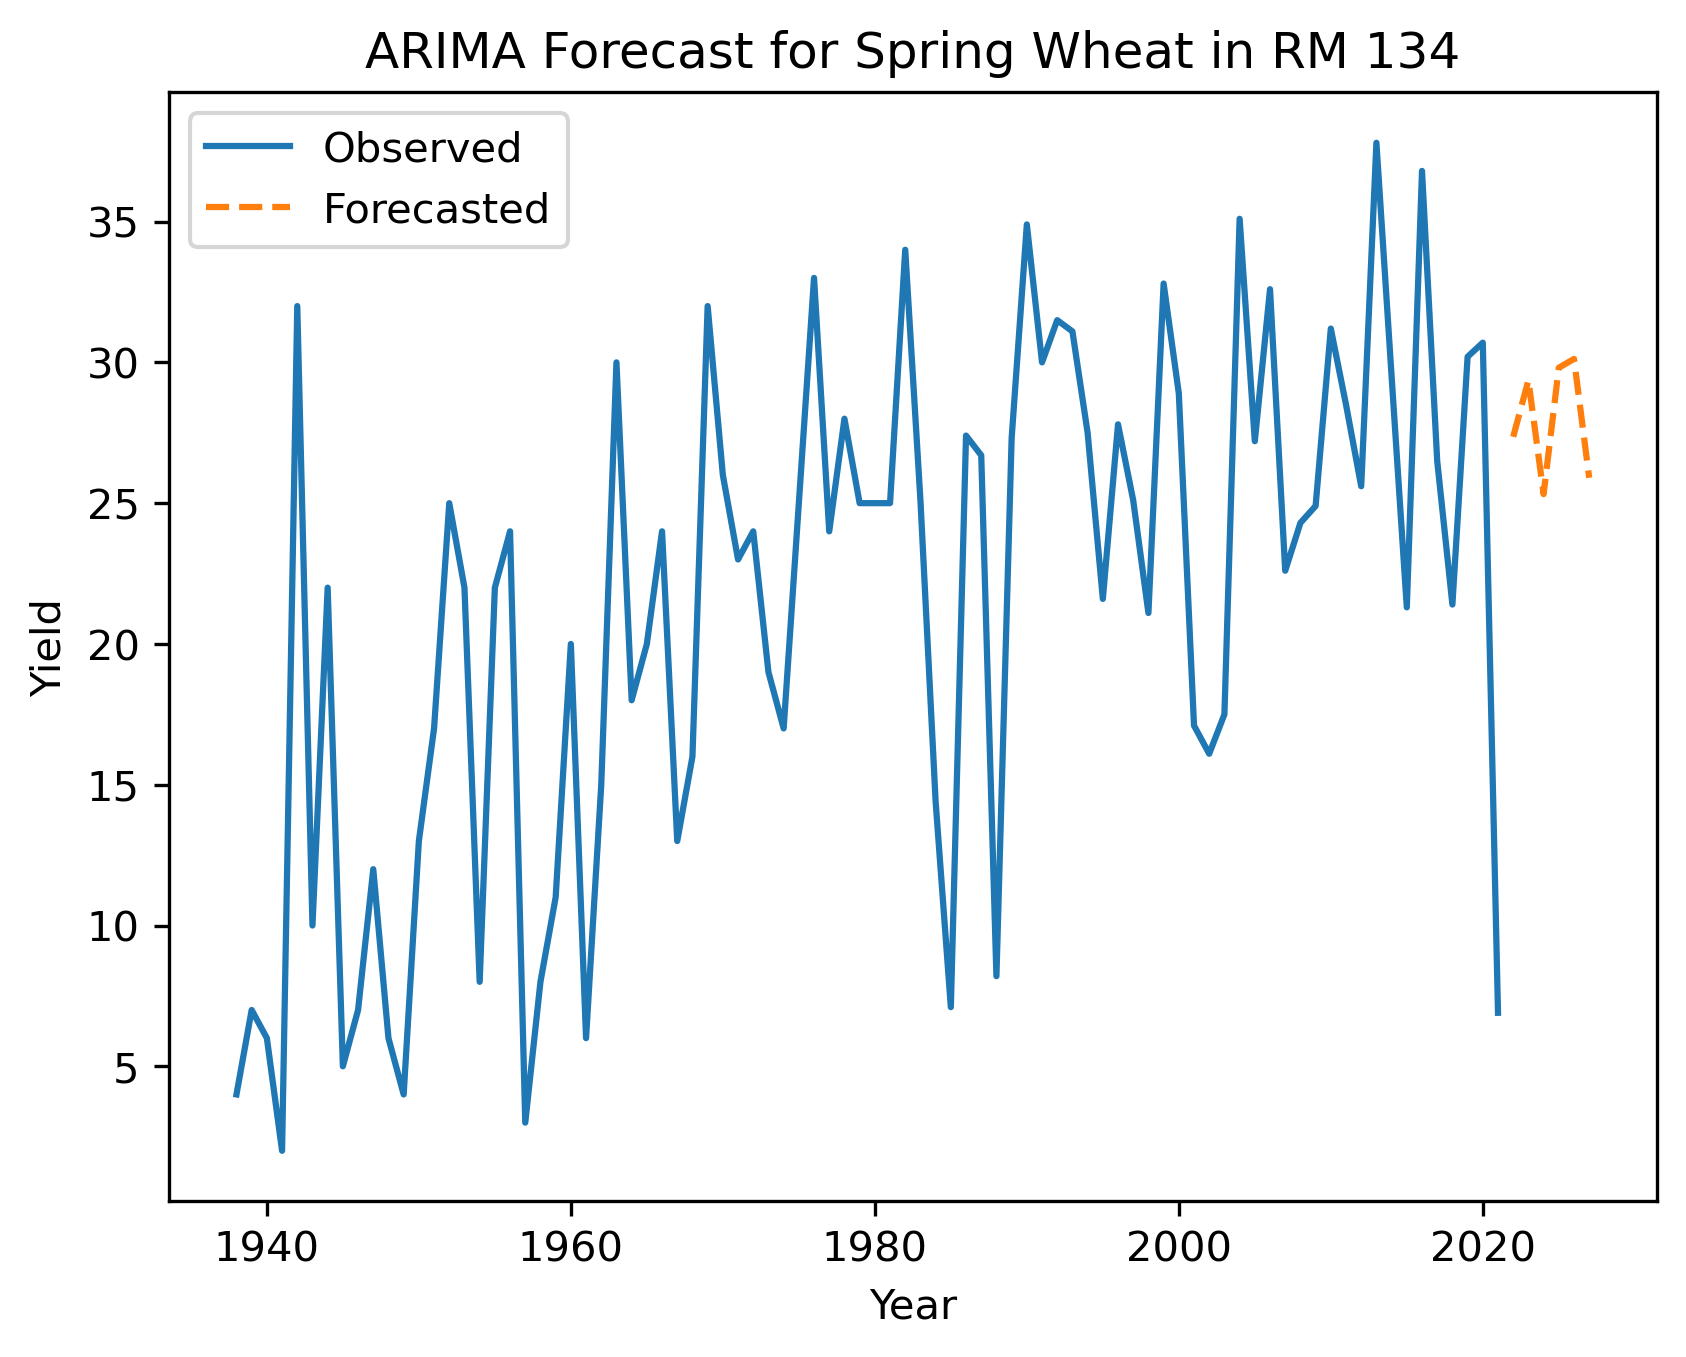 ARIMA Forecast for Spring Wheat in RM 134
Observed
Forecasted
35
30
25
20
15
10
5
Yield
1940 1960 1980 2000 2020
Year